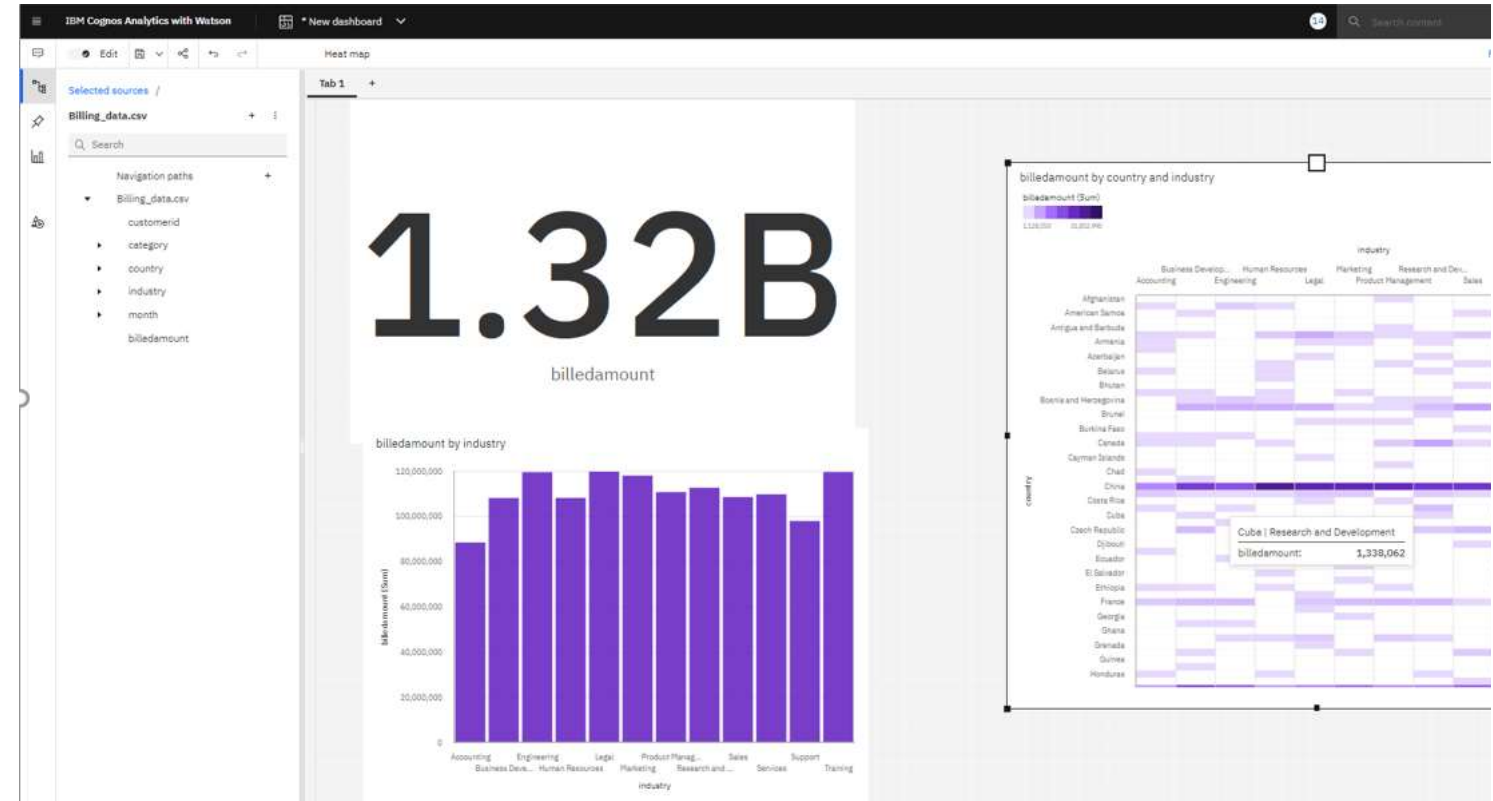 IBM Cognos Analytics with Watson
* New dashboard
14
Search content
Edit
Heat map
Selected sources /
Tab 1 +
Billing_data.csv
Search
Navigation paths
Billing_data.csv
customerid
category
country
industry
month
billedamount
1.32B
billedamount
billedamount by industry
120,000,000
100,000,000
80,000,000
60,000,000
40,000,000
20,000,000
0
billedamount (Sum)
Accounting Engineering Legal Product Manag... Sales Support
Business Deve... Human Resources Marketing Research and ... Services Training
industry
billedamount by country and industry
billedamount (Sum)
industry
Business Develop... Human Resources Marketing Research and Dev...
Accounting Engineering Legal Product Management Sales
country
Afghanistan
American Samoa
Antigua and Barbuda
Armenia
Azerbaijan
Belarus
Bhutan
Bosnia and Herzegovina
Brunei
Burkina Faso
Canada
Cayman Islands
Chad
China
Costa Rica
Cuba
Czech Republic
Djibouti
Ecuador
El Salvador
Ethiopia
France
Georgia
Ghana
Grenada
Guinea
Honduras
Cuba | Research and Development
billedamount: 1,338,062